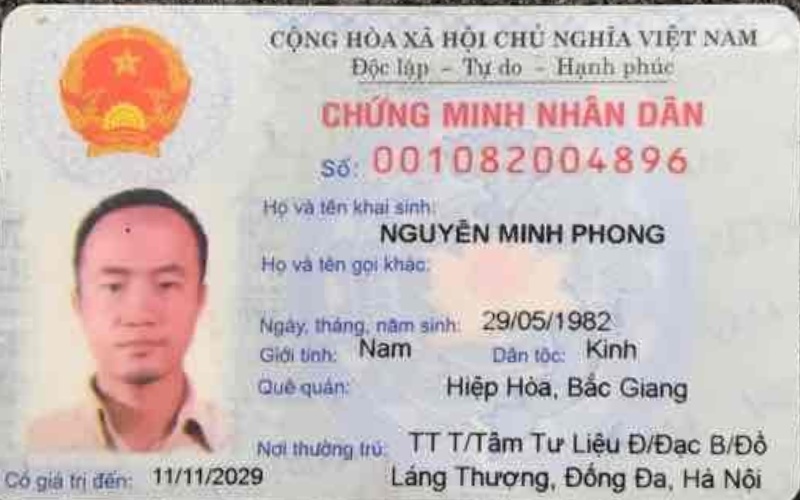 CỘNG HÒA XÃ HỘI CHỦ NGHĨA VIỆT NAM
Độc lập - Tự do - Hạnh phúc
CHỨNG MINH NHÂN DÂN
Số: 001082004896
Họ và tên khai sinh:
NGUYỄN MINH PHONG
Họ và tên gọi khác:
Ngày, tháng, năm sinh: 29/05/1982
Giới tính: Nam Dân tộc: Kinh
Quê quán: Hiệp Hòa, Bắc Giang
Nơi thường trú: TT T/Tâm Tư Liệu Đ/Đạc B/Đồ
Láng Thượng, Đống Đa, Hà Nội
Có giá trị đến: 11/11/2029